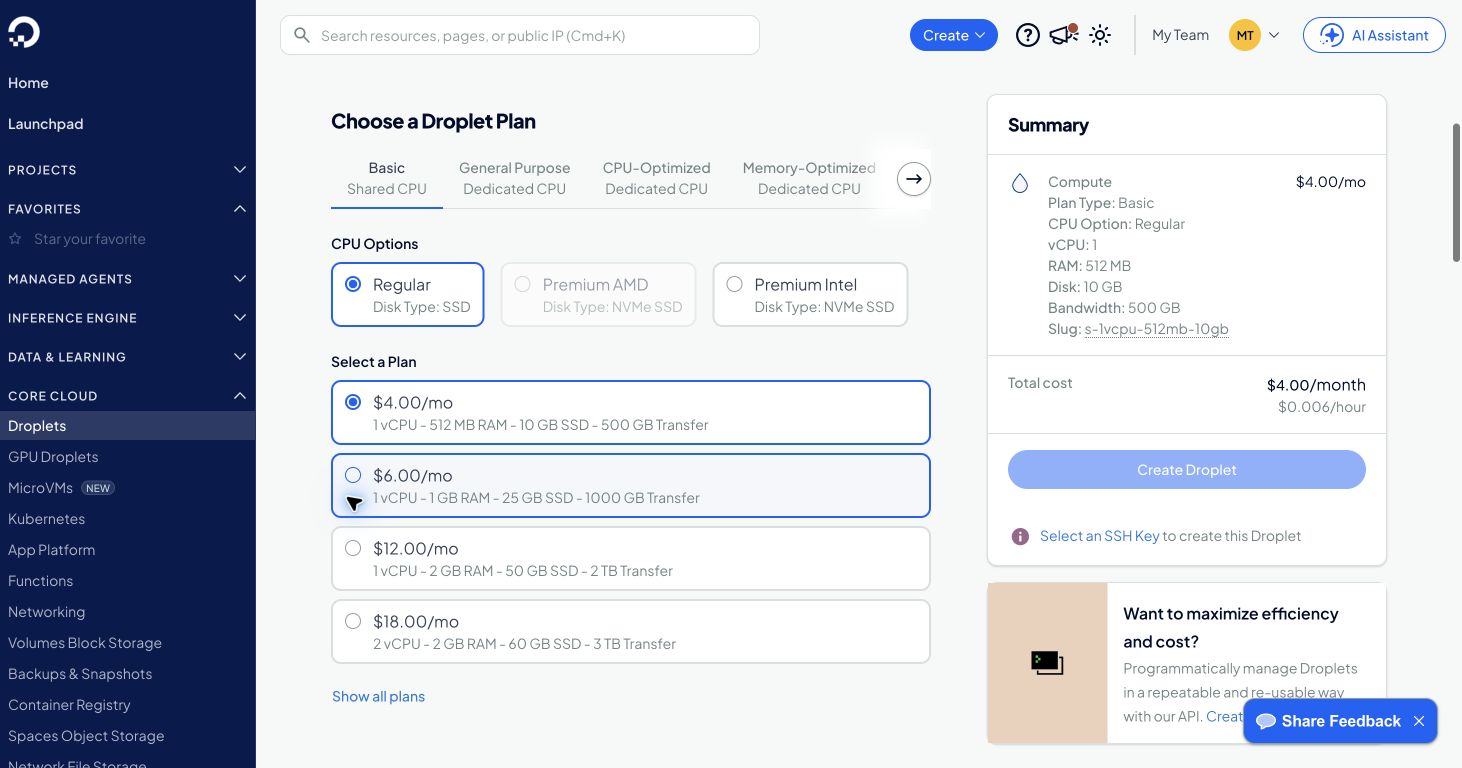 Search resources, pages, or public IP (Cmd+K)
Create
My Team
MT
AI Assistant
Home
Launchpad
PROJECTS
FAVORITES
Star your favorite
MANAGED AGENTS
INFERENCE ENGINE
DATA & LEARNING
CORE CLOUD
Droplets
GPU Droplets
MicroVMs NEW
Kubernetes
App Platform
Functions
Networking
Volumes Block Storage
Backups & Snapshots
Container Registry
Spaces Object Storage
Network File Storage
Choose a Droplet Plan
Basic
Shared CPU
General Purpose
Dedicated CPU
CPU-Optimized
Dedicated CPU
Memory-Optimized
Dedicated CPU
CPU Options
Regular
Disk Type: SSD
Premium AMD
Disk Type: NVMe SSD
Premium Intel
Disk Type: NVMe SSD
Select a Plan
$4.00/mo
1 vCPU - 512 MB RAM - 10 GB SSD - 500 GB Transfer
$6.00/mo
1 vCPU - 1 GB RAM - 25 GB SSD - 1000 GB Transfer
$12.00/mo
1 vCPU - 2 GB RAM - 50 GB SSD - 2 TB Transfer
$18.00/mo
2 vCPU - 2 GB RAM - 60 GB SSD - 3 TB Transfer
Show all plans
Summary
Compute $4.00/mo
Plan Type: Basic
CPU Option: Regular
vCPU: 1
RAM: 512 MB
Disk: 10 GB
Bandwidth: 500 GB
Slug: s-1vcpu-512mb-10gb
Total cost $4.00/month
$0.006/hour
Create Droplet
Select an SSH Key to create this Droplet
Want to maximize efficiency
and cost?
Programmatically manage Droplets
in a repeatable and re-usable way
with our API. Creat
Share Feedback